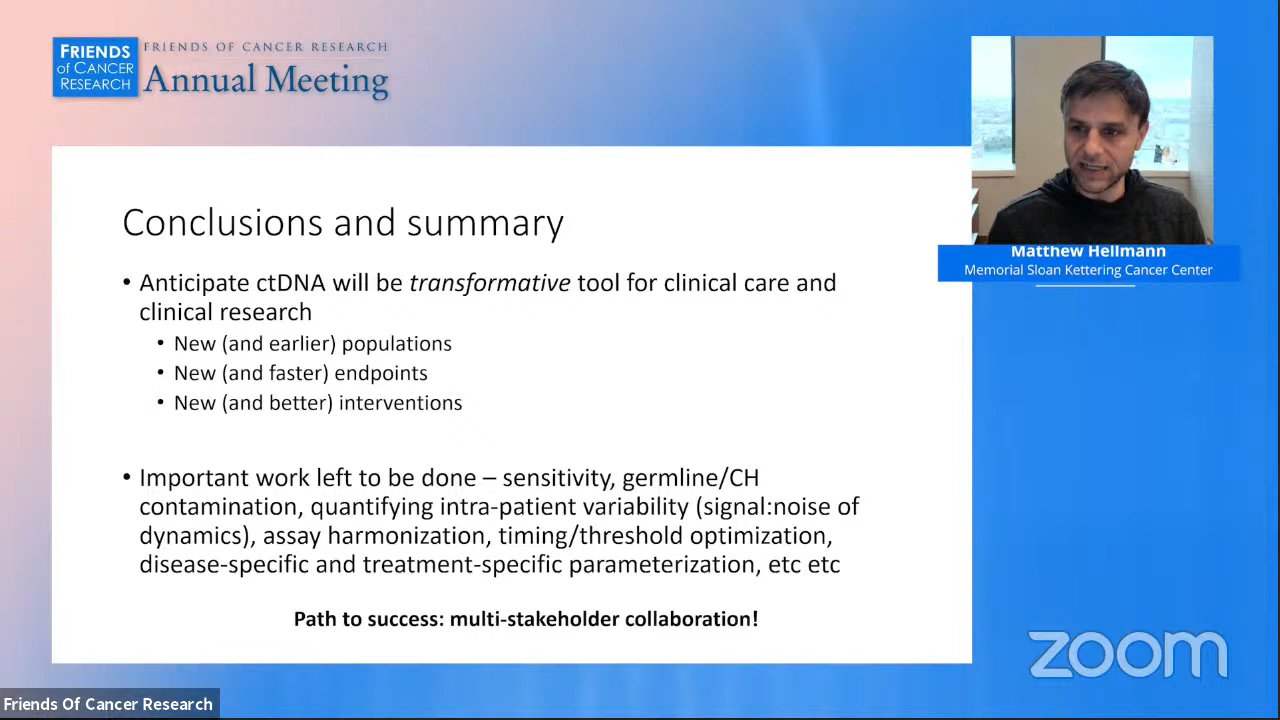 FRIENDS
of CANCER
RESEARCH
FRIENDS OF CANCER RESEARCH
Annual Meeting
Matthew Hellmann
Memorial Sloan Kettering Cancer Center
Conclusions and summary
• Anticipate ctDNA will be transformative tool for clinical care and
clinical research
• New (and earlier) populations
• New (and faster) endpoints
• New (and better) interventions
• Important work left to be done – sensitivity, germline/CH
contamination, quantifying intra-patient variability (signal:noise of
dynamics), assay harmonization, timing/threshold optimization,
disease-specific and treatment-specific parameterization, etc etc
Path to success: multi-stakeholder collaboration!
zoom
Friends Of Cancer Research